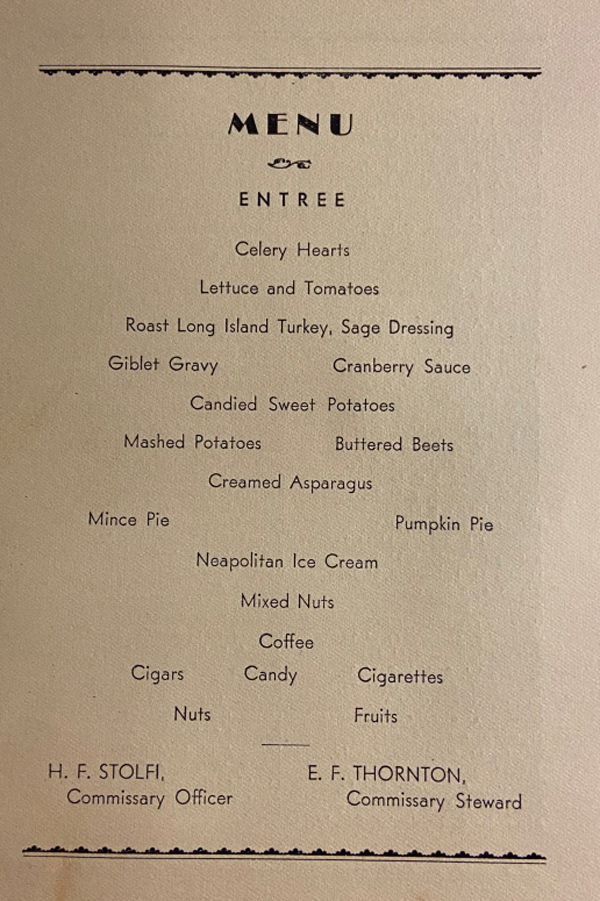 MENU
ENTREE
Celery Hearts
Lettuce and Tomatoes
Roast Long Island Turkey, Sage Dressing
Giblet Gravy Cranberry Sauce
Candied Sweet Potatoes
Mashed Potatoes Buttered Beets
Creamed Asparagus
Mince Pie Pumpkin Pie
Neapolitan Ice Cream
Mixed Nuts
Coffee
Cigars Candy Cigarettes
Nuts Fruits
H. F. STOLFI, E. F. THORNTON,
Commissary Officer Commissary Steward